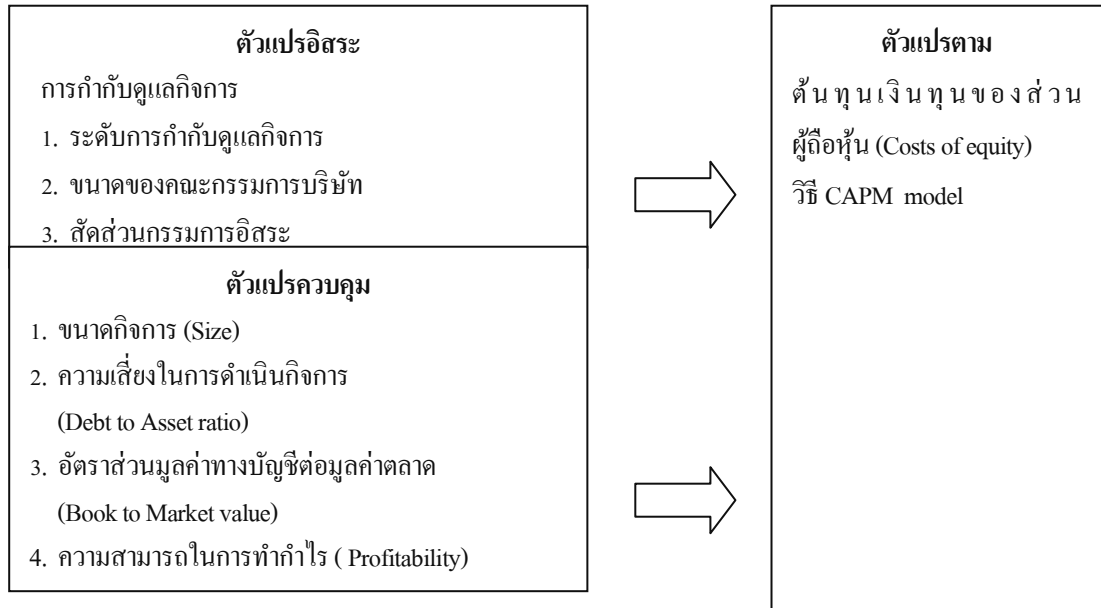 ตัวแปรอิสระ
การกำกับดูแลกิจการ
1. ระดับการกำกับดูแลกิจการ
2. ขนาดของคณะกรรมการบริษัท
3. สัดส่วนกรรมการอิสระ
ตัวแปรควบคุม
1. ขนาดกิจการ (Size)
2. ความเสี่ยงในการดำเนินกิจการ
(Debt to Asset ratio)
3. อัตราส่วนมูลค่าทางบัญชีต่อมูลค่าตลาด
(Book to Market value)
4. ความสามารถในการทำกำไร ( Profitability)
ตัวแปรตาม
ต้นทุนเงินทุนของส่วน
ผู้ถือหุ้น (Costs of equity)
วิธี CAPM model